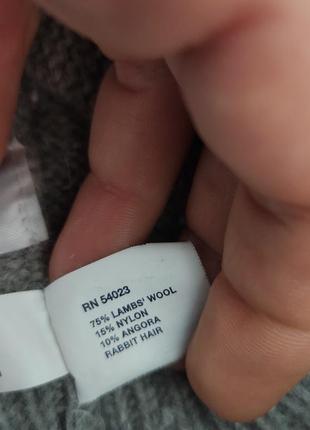 RN 54023
75% LAMBS' WOOL
15% NYLON
10% ANGORA
RABBIT HAIR